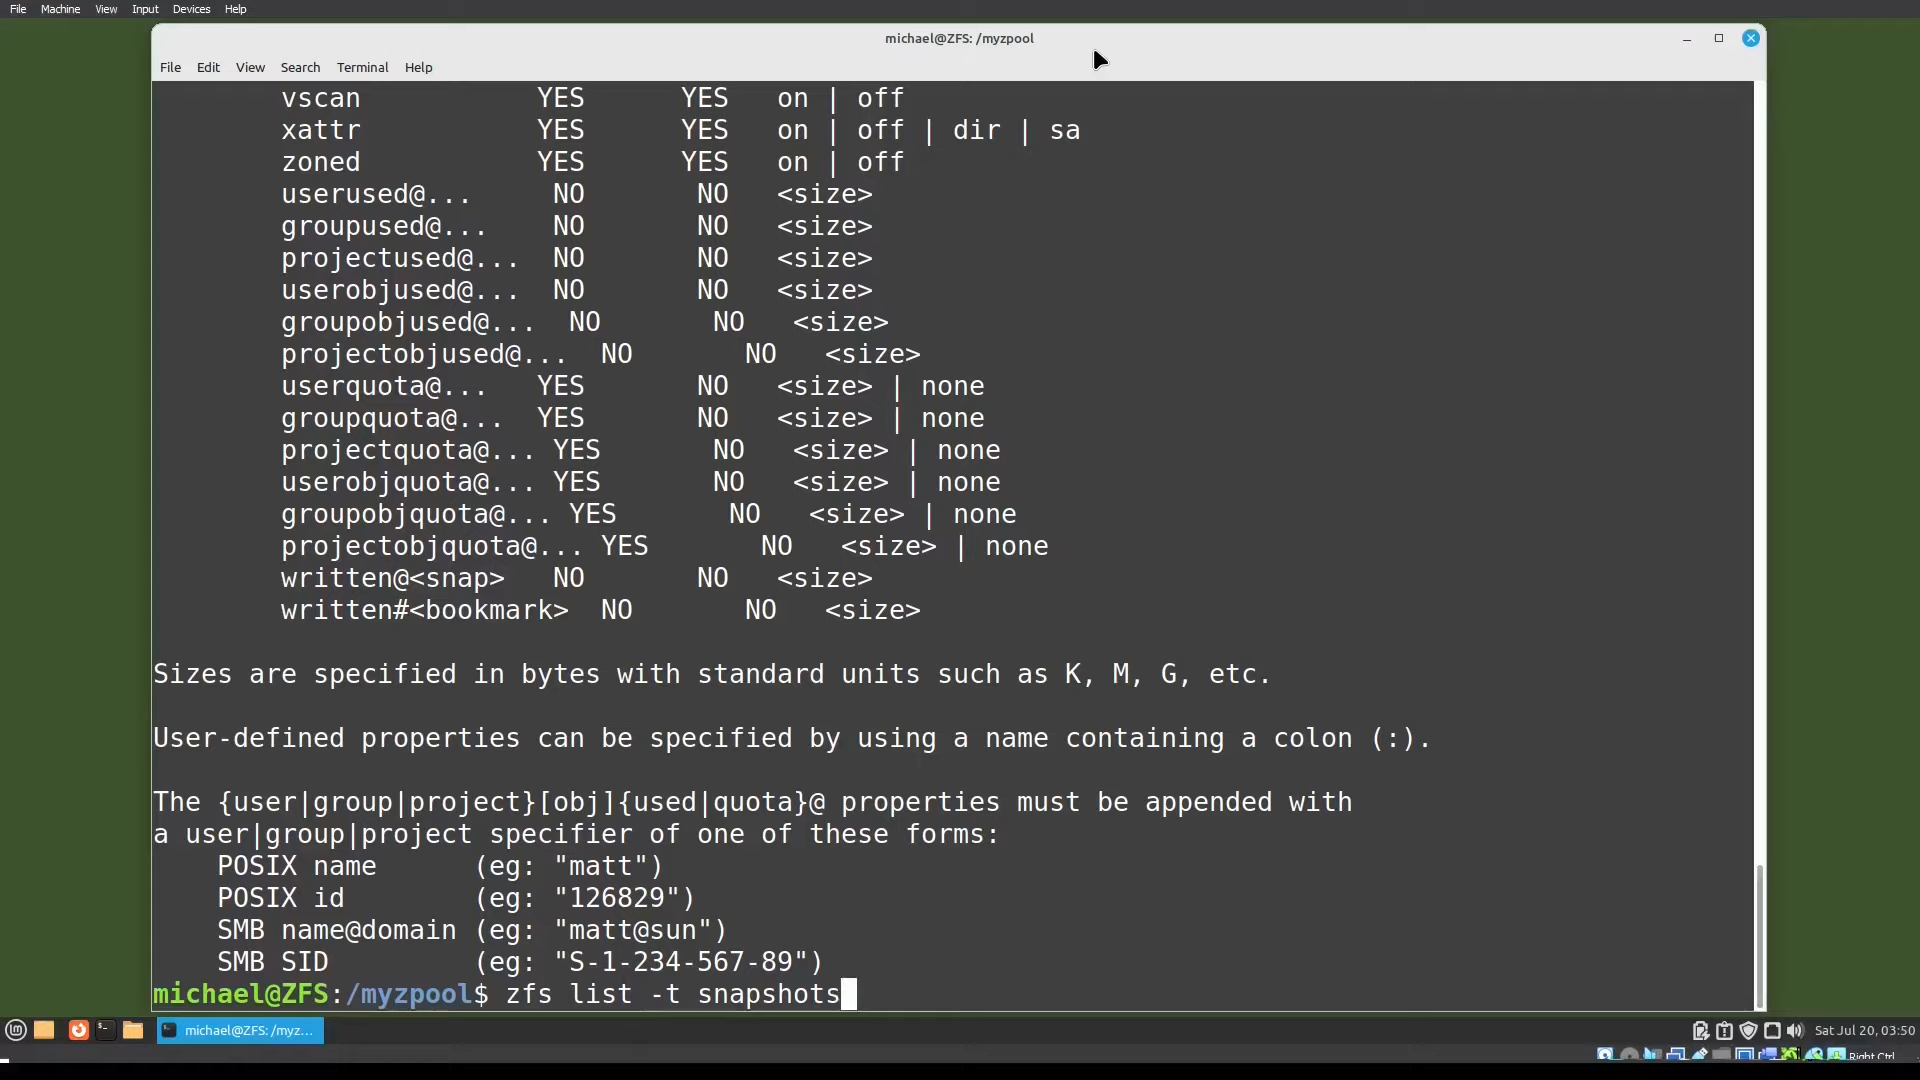 File Machine View Input Devices Help
michael@ZFS: /myzpool
File Edit View Search Terminal Help
vscan YES YES on | off
xattr YES YES on | off | dir | sa
zoned YES YES on | off
userused@... NO NO <size>
groupused@... NO NO <size>
projectused@... NO NO <size>
userobjused@... NO NO <size>
groupobjused@... NO NO <size>
projectobjused@... NO NO <size>
userquota@... YES NO <size> | none
groupquota@... YES NO <size> | none
projectquota@... YES NO <size> | none
userobjquota@... YES NO <size> | none
groupobjquota@... YES NO <size> | none
projectobjquota@... YES NO <size> | none
written@<snap> NO NO <size>
written#<bookmark> NO NO <size>
Sizes are specified in bytes with standard units such as K, M, G, etc.
User-defined properties can be specified by using a name containing a colon (:).
The {user|group|project}[obj]{used|quota}@ properties must be appended with
a user|group|project specifier of one of these forms:
POSIX name (eg: "matt")
POSIX id (eg: "126829")
SMB name@domain (eg: "matt@sun")
SMB SID (eg: "S-1-234-567-89")
michael@ZFS:/myzpool$ zfs list -t snapshots
michael@ZFS: /myz...
Sat Jul 20, 03:50
Right Ctrl